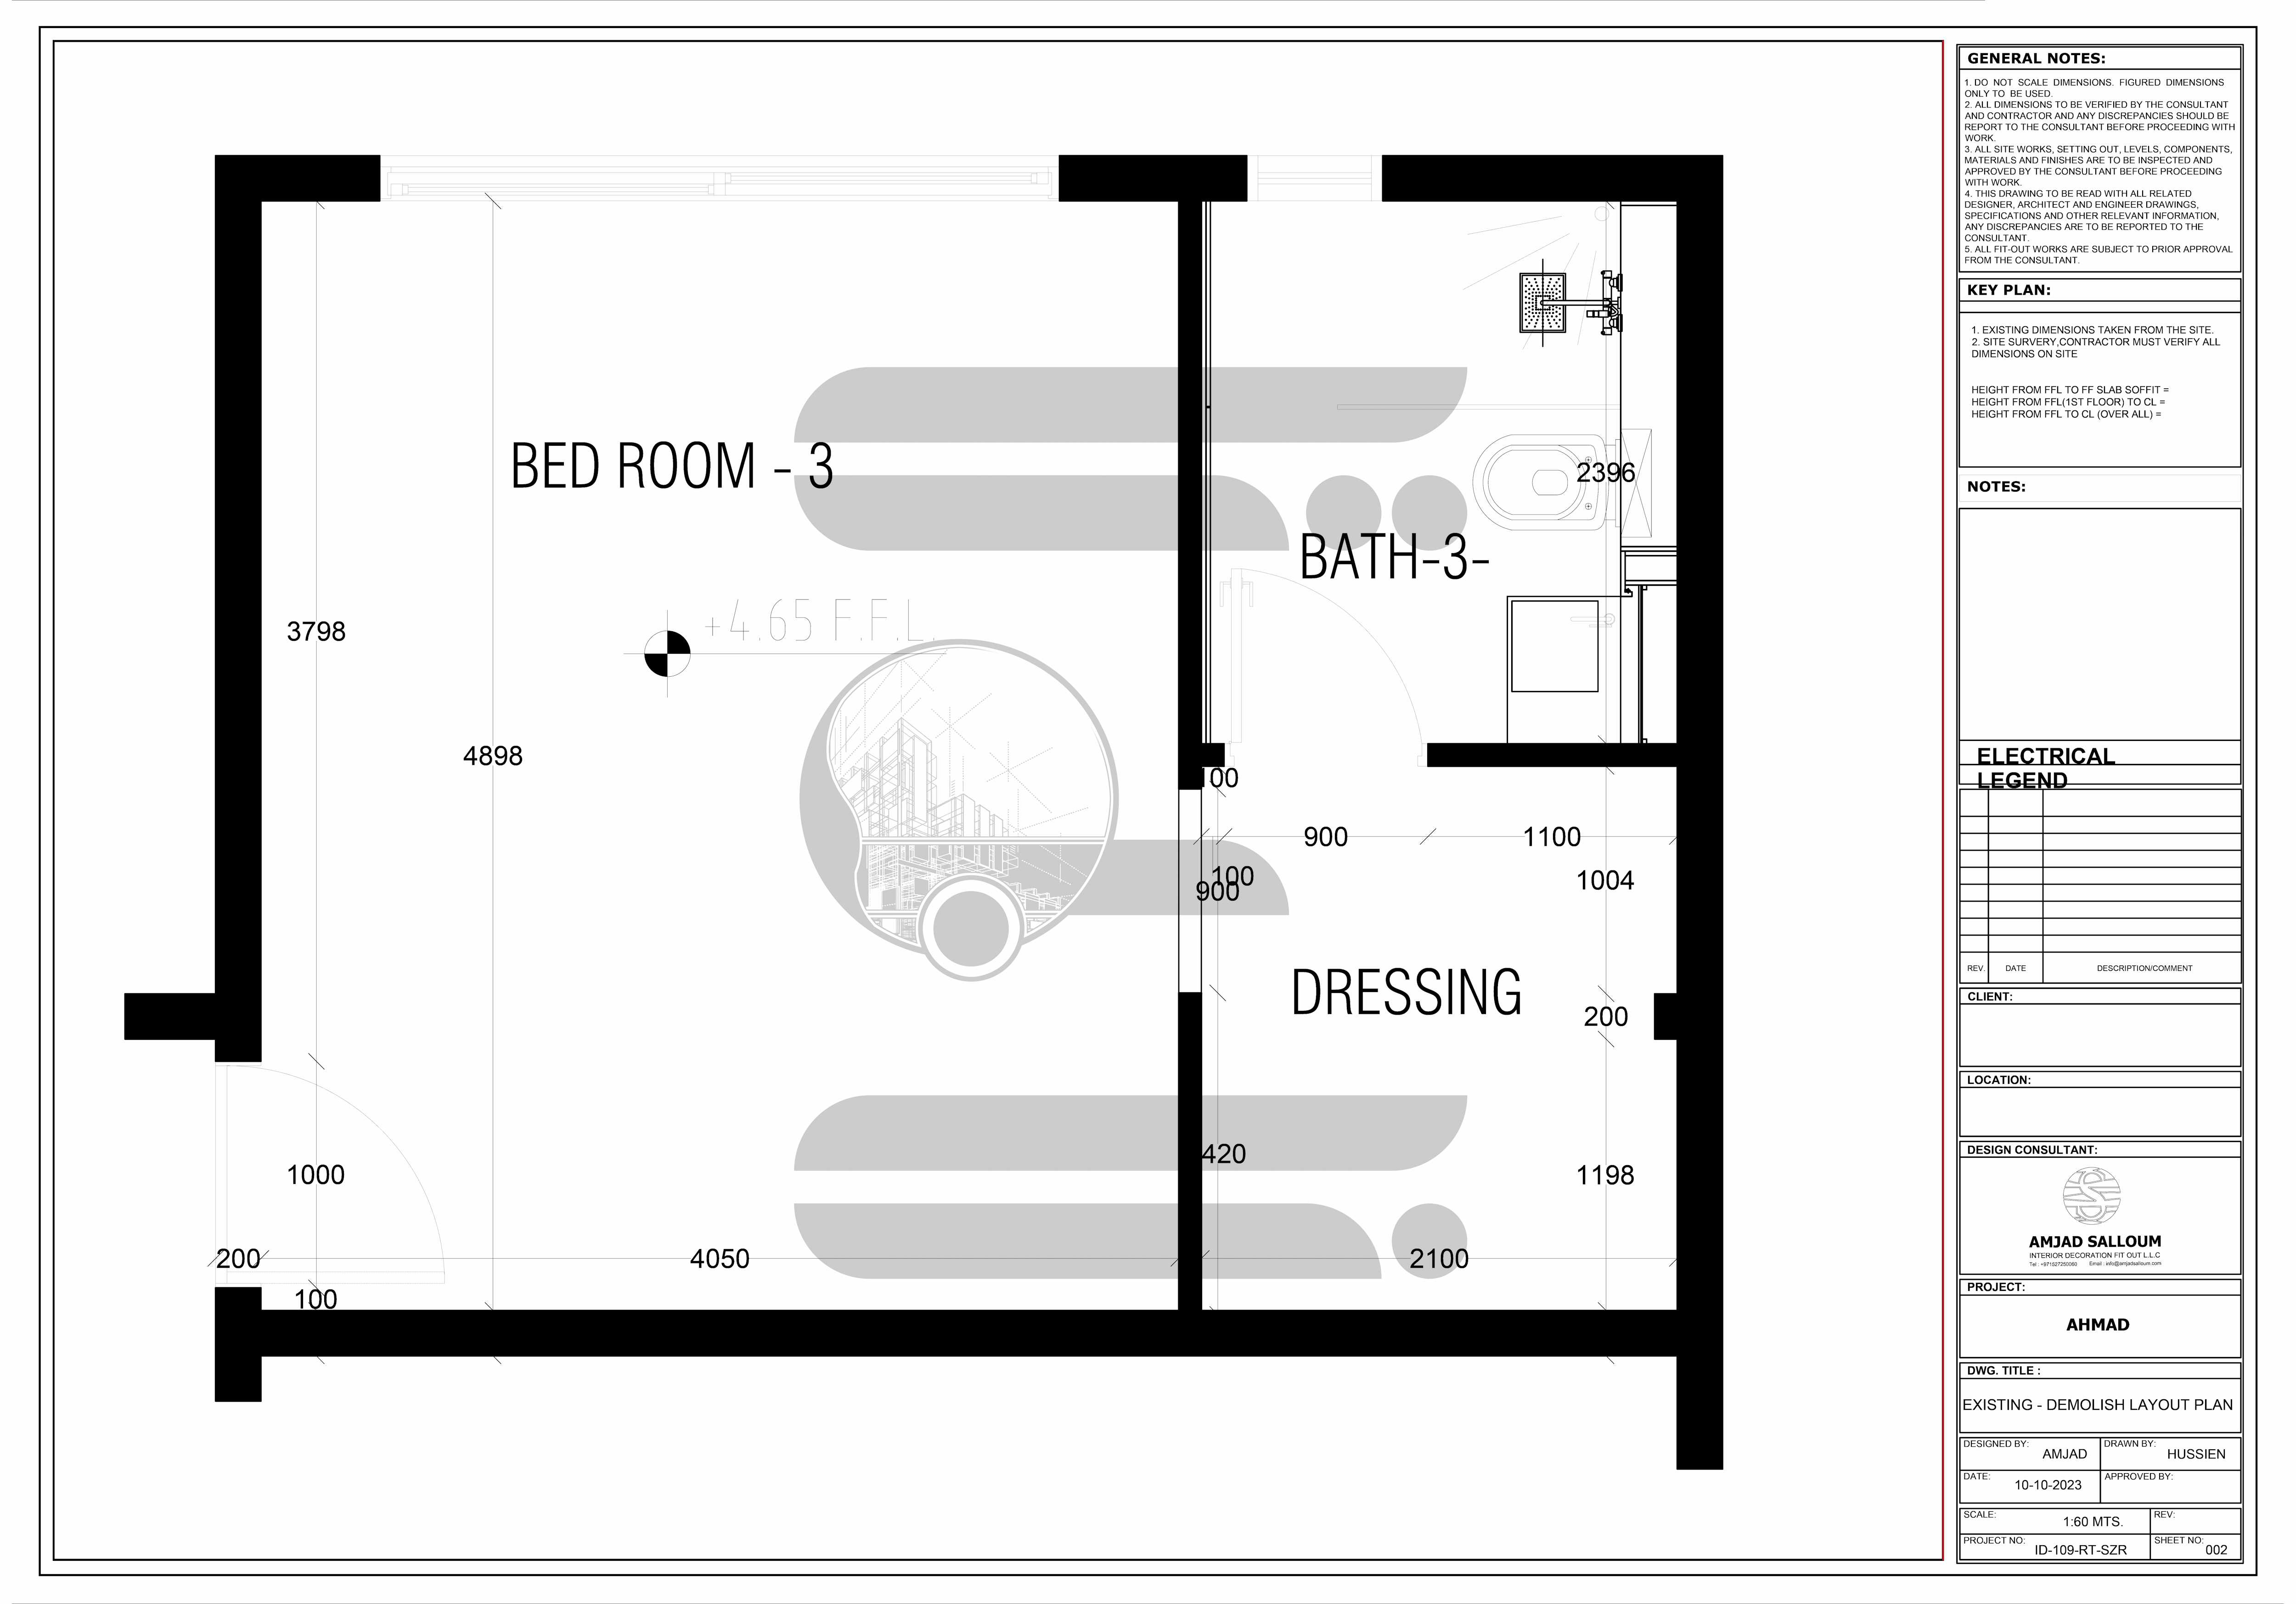 BED ROOM - 3
BATH-3-
DRESSING
+4.65 F.F.L.
3798
4898
2396
00
900
1100
100
900
1004
200
420
1198
1000
200
4050
2100
100
GENERAL NOTES:
1. DO NOT SCALE DIMENSIONS. FIGURED DIMENSIONS
ONLY TO BE USED.
2. ALL DIMENSIONS TO BE VERIFIED BY THE CONSULTANT
AND CONTRACTOR AND ANY DISCREPANCIES SHOULD BE
REPORT TO THE CONSULTANT BEFORE PROCEEDING WITH
WORK.
3. ALL SITE WORKS, SETTING OUT, LEVELS, COMPONENTS,
MATERIALS AND FINISHES ARE TO BE INSPECTED AND
APPROVED BY THE CONSULTANT BEFORE PROCEEDING
WITH WORK.
4. THIS DRAWING TO BE READ WITH ALL RELATED
DESIGNER, ARCHITECT AND ENGINEER DRAWINGS,
SPECIFICATIONS AND OTHER RELEVANT INFORMATION,
ANY DISCREPANCIES ARE TO BE REPORTED TO THE
CONSULTANT.
5. ALL FIT-OUT WORKS ARE SUBJECT TO PRIOR APPROVAL
FROM THE CONSULTANT.
KEY PLAN:
1. EXISTING DIMENSIONS TAKEN FROM THE SITE.
2. SITE SURVERY,CONTRACTOR MUST VERIFY ALL
DIMENSIONS ON SITE
HEIGHT FROM FFL TO FF SLAB SOFFIT =
HEIGHT FROM FFL(1ST FLOOR) TO CL =
HEIGHT FROM FFL TO CL (OVER ALL) =
NOTES:
ELECTRICAL
LEGEND
REV. DATE DESCRIPTION/COMMENT
CLIENT:
LOCATION:
DESIGN CONSULTANT:
AMJAD SALLOUM
INTERIOR DECORATION FIT OUT L.L.C
Tel : +971527250060 Email : info@amjadsalloum.com
PROJECT:
AHMAD
DWG. TITLE :
EXISTING - DEMOLISH LAYOUT PLAN
DESIGNED BY: AMJAD DRAWN BY: HUSSIEN
DATE: 10-10-2023 APPROVED BY:
SCALE: 1:60 MTS. REV:
PROJECT NO: ID-109-RT-SZR SHEET NO: 002